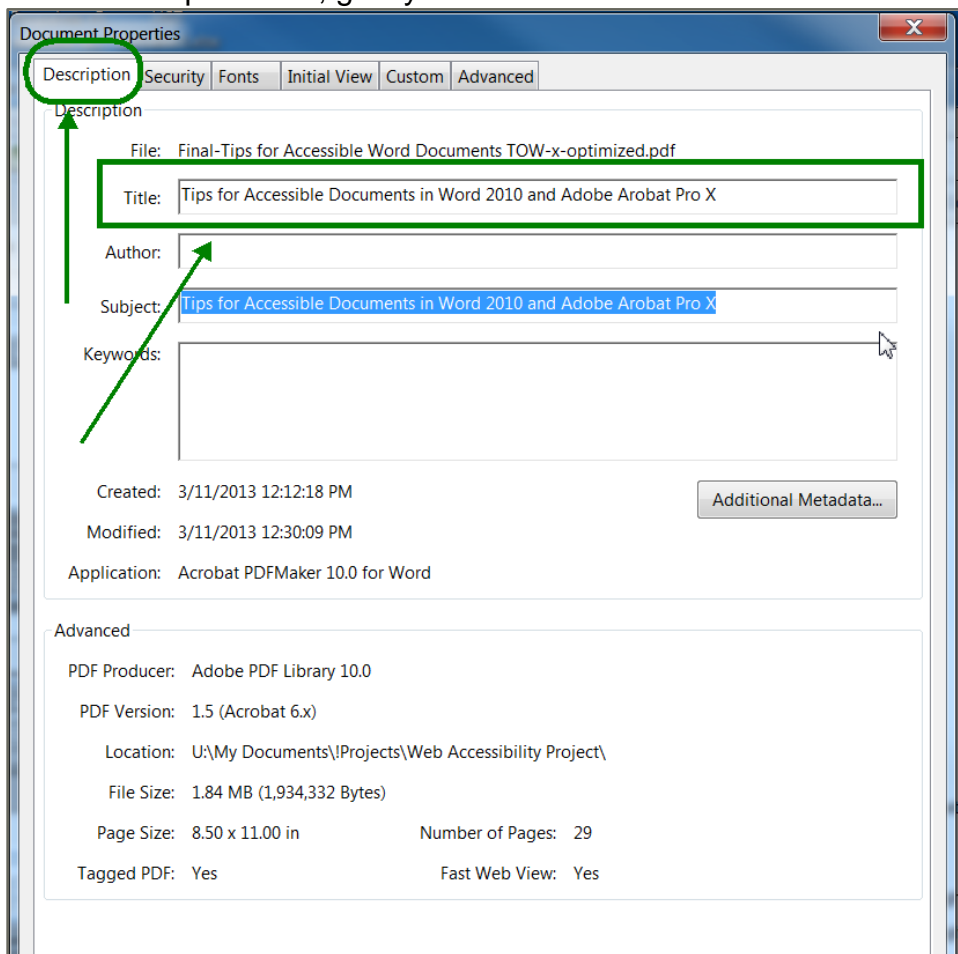 Document Properties
Description Security Fonts Initial View Custom Advanced
Description
File: Final-Tips for Accessible Word Documents TOW-x-optimized.pdf
Title: Tips for Accessible Documents in Word 2010 and Adobe Arobat Pro X
Author:
Subject: Tips for Accessible Documents in Word 2010 and Adobe Arobat Pro X
Keywords:
Created: 3/11/2013 12:12:18 PM
Additional Metadata...
Modified: 3/11/2013 12:30:09 PM
Application: Acrobat PDFMaker 10.0 for Word
Advanced
PDF Producer: Adobe PDF Library 10.0
PDF Version: 1.5 (Acrobat 6.x)
Location: U:\My Documents\!Projects\Web Accessibility Project\
File Size: 1.84 MB (1,934,332 Bytes)
Page Size: 8.50 x 11.00 in Number of Pages: 29
Tagged PDF: Yes Fast Web View: Yes